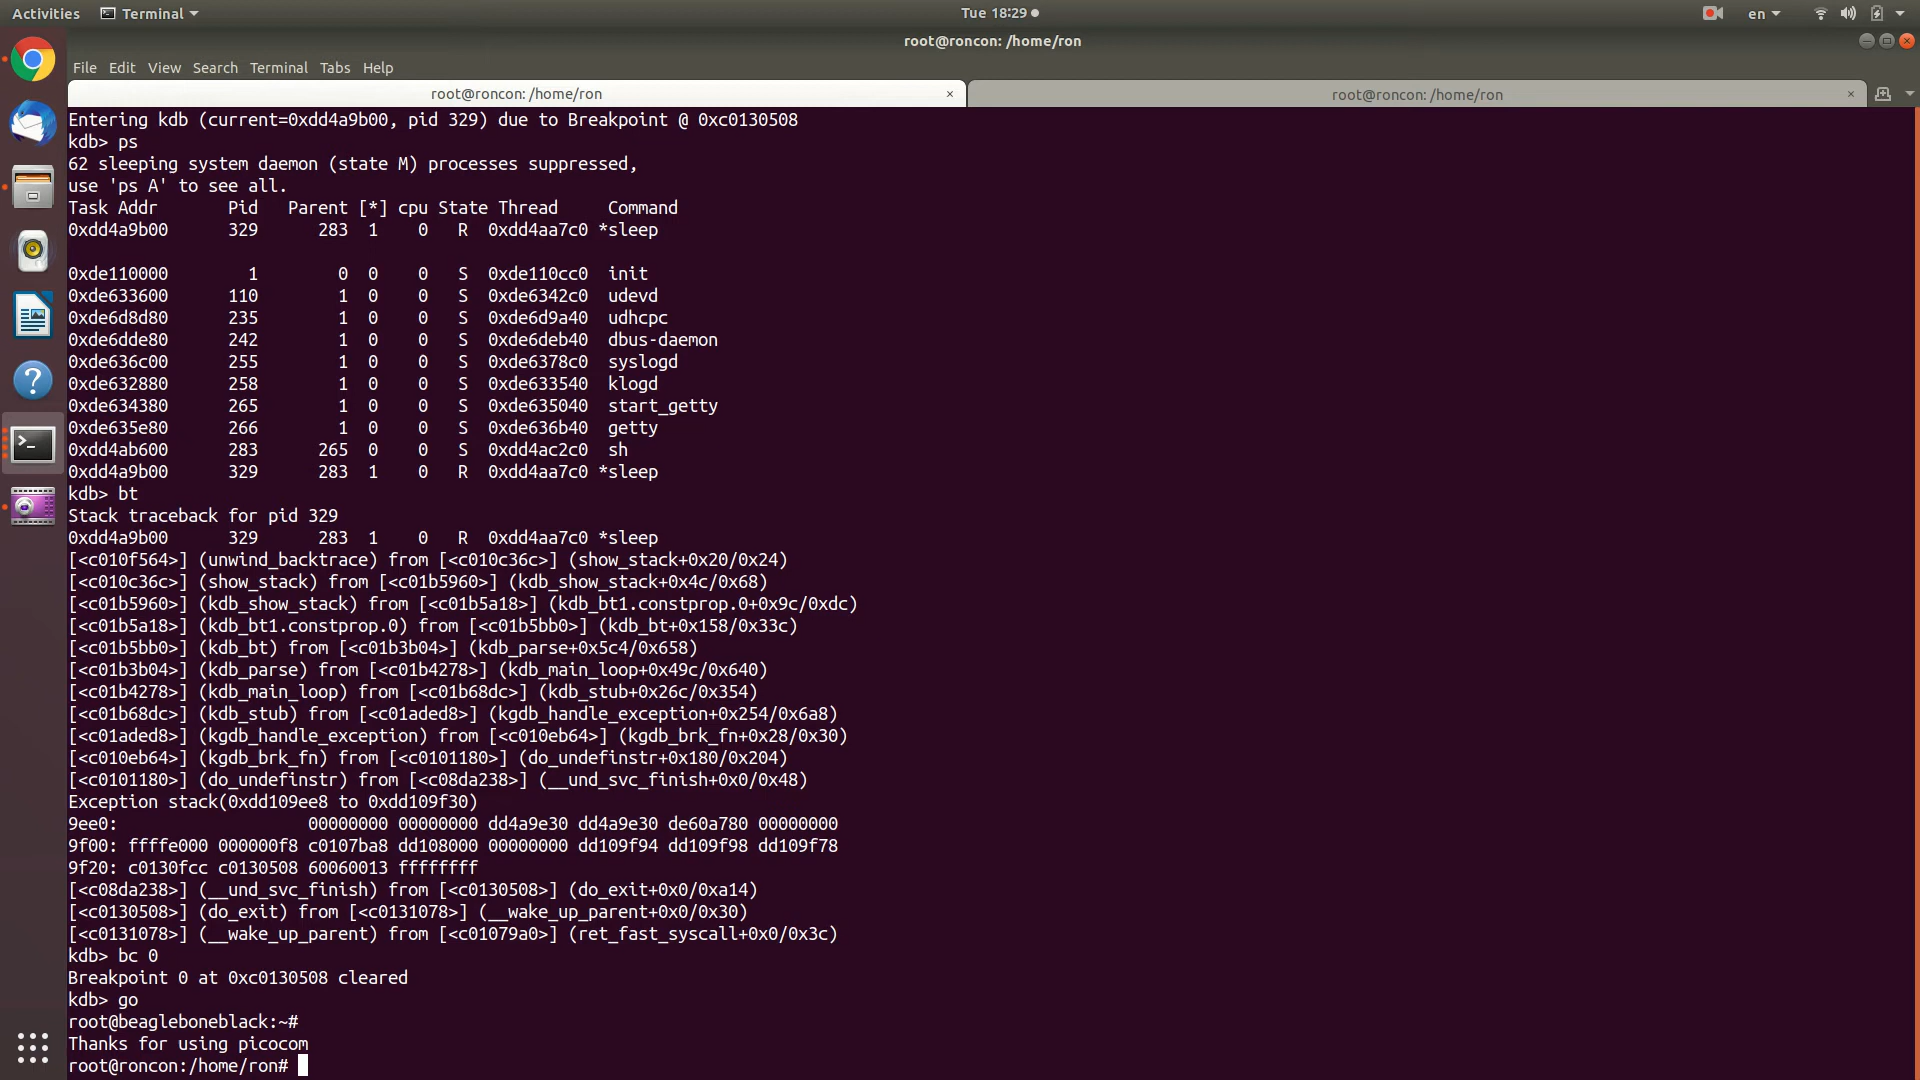 Activities
Terminal
Tue 18:29
en
root@roncon: /home/ron
File Edit View Search Terminal Tabs Help
root@roncon: /home/ron
root@roncon: /home/ron
Entering kdb (current=0xdd4a9b00, pid 329) due to Breakpoint @ 0xc0130508
kdb> ps
62 sleeping system daemon (state M) processes suppressed,
use 'ps A' to see all.
Task Addr       Pid   Parent [*] cpu State Thread     Command
0xdd4a9b00      329      283  1    0   R  0xdd4aa7c0 *sleep
0xde110000        1        0  0    0   S  0xde110cc0  init
0xde633600      110        1  0    0   S  0xde6342c0  udevd
0xde6d8d80      235        1  0    0   S  0xde6d9a40  udhcpc
0xde6dde80      242        1  0    0   S  0xde6deb40  dbus-daemon
0xde636c00      255        1  0    0   S  0xde6378c0  syslogd
0xde632880      258        1  0    0   S  0xde633540  klogd
0xde634380      265        1  0    0   S  0xde635040  start_getty
0xde635e80      266        1  0    0   S  0xde636b40  getty
0xdd4ab600      283      265  0    0   S  0xdd4ac2c0  sh
0xdd4a9b00      329      283  1    0   R  0xdd4aa7c0 *sleep
kdb> bt
Stack traceback for pid 329
0xdd4a9b00      329      283  1    0   R  0xdd4aa7c0 *sleep
[<c010f564>] (unwind_backtrace) from [<c010c36c>] (show_stack+0x20/0x24)
[<c010c36c>] (show_stack) from [<c01b5960>] (kdb_show_stack+0x4c/0x68)
[<c01b5960>] (kdb_show_stack) from [<c01b5a18>] (kdb_bt1.constprop.0+0x9c/0xdc)
[<c01b5a18>] (kdb_bt1.constprop.0) from [<c01b5bb0>] (kdb_bt+0x158/0x33c)
[<c01b5bb0>] (kdb_bt) from [<c01b3b04>] (kdb_parse+0x5c4/0x658)
[<c01b3b04>] (kdb_parse) from [<c01b4278>] (kdb_main_loop+0x49c/0x640)
[<c01b4278>] (kdb_main_loop) from [<c01b68dc>] (kdb_stub+0x26c/0x354)
[<c01b68dc>] (kdb_stub) from [<c01aded8>] (kgdb_handle_exception+0x254/0x6a8)
[<c01aded8>] (kgdb_handle_exception) from [<c010eb64>] (kgdb_brk_fn+0x28/0x30)
[<c010eb64>] (kgdb_brk_fn) from [<c0101180>] (do_undefinstr+0x180/0x204)
[<c0101180>] (do_undefinstr) from [<c08da238>] (__und_svc_finish+0x0/0x48)
Exception stack(0xdd109ee8 to 0xdd109f30)
9ee0:                   00000000 00000000 dd4a9e30 dd4a9e30 de60a780 00000000
9f00: ffffe000 000000f8 c0107ba8 dd108000 00000000 dd109f94 dd109f98 dd109f78
9f20: c0130fcc c0130508 60060013 ffffffff
[<c08da238>] (__und_svc_finish) from [<c0130508>] (do_exit+0x0/0xa14)
[<c0130508>] (do_exit) from [<c0131078>] (__wake_up_parent+0x0/0x30)
[<c0131078>] (__wake_up_parent) from [<c01079a0>] (ret_fast_syscall+0x0/0x3c)
kdb> bc 0
Breakpoint 0 at 0xc0130508 cleared
kdb> go
root@beagleboneblack:~#
Thanks for using picocom
root@roncon:/home/ron#